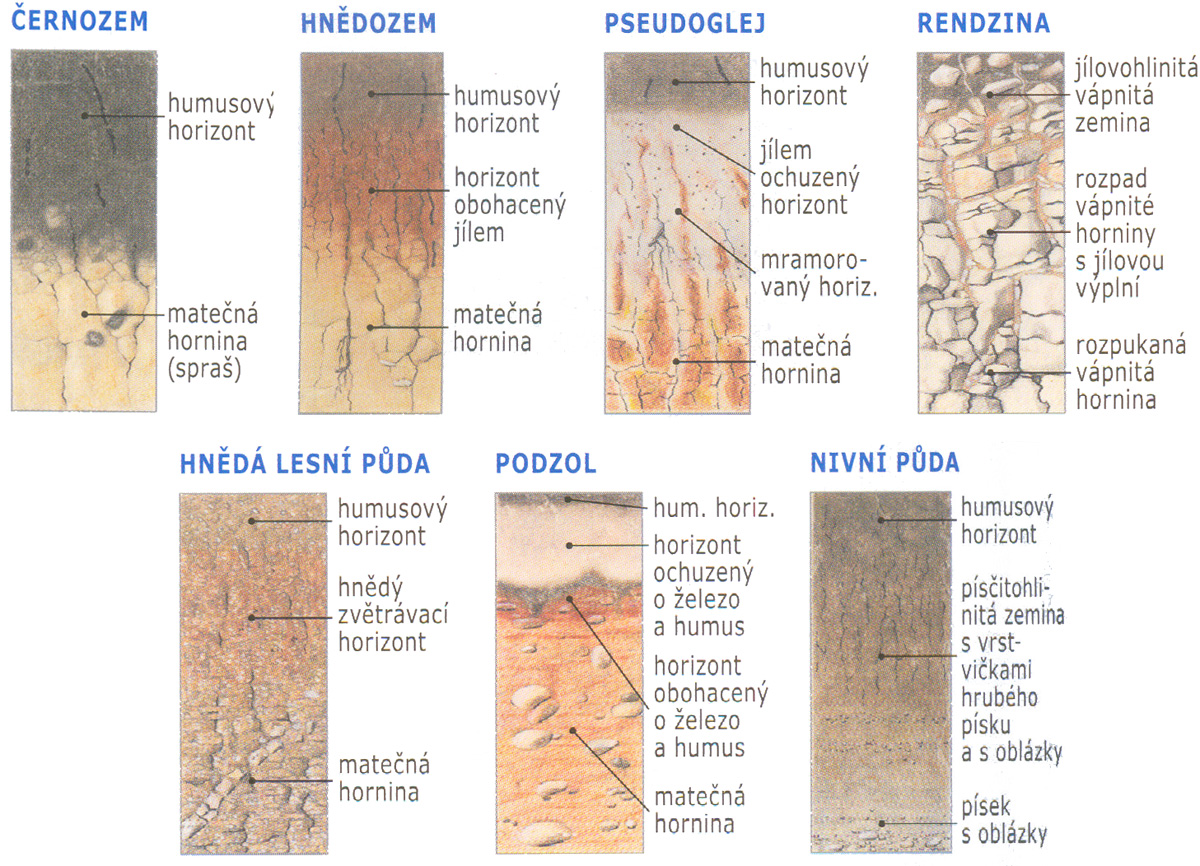 ČERNOZEM
humusový
horizont
matečná
hornina
(spraš)
HNĚDOZEM
humusový
horizont
horizont
obohacený
jílem
matečná
hornina
PSEUDOGLEJ
humusový
horizont
jílem
ochuzený
horizont
mramoro-
vaný horiz.
matečná
hornina
RENDZINA
jílovohlinitá
vápnitá
zemina
rozpad
vápnité
horniny
s jílovou
výplní
rozpukaná
vápnitá
hornina
HNĚDÁ LESNÍ PŮDA
humusový
horizont
hnědý
zvětrávací
horizont
matečná
hornina
PODZOL
hum. horiz.
horizont
ochuzený
o železo
a humus
horizont
obohacený
o železo
a humus
matečná
hornina
NIVNÍ PŮDA
humusový
horizont
písčitohli-
nitá zemina
s vrst-
vičkami
hrubého
písku
a s oblázky
písek
s oblázky